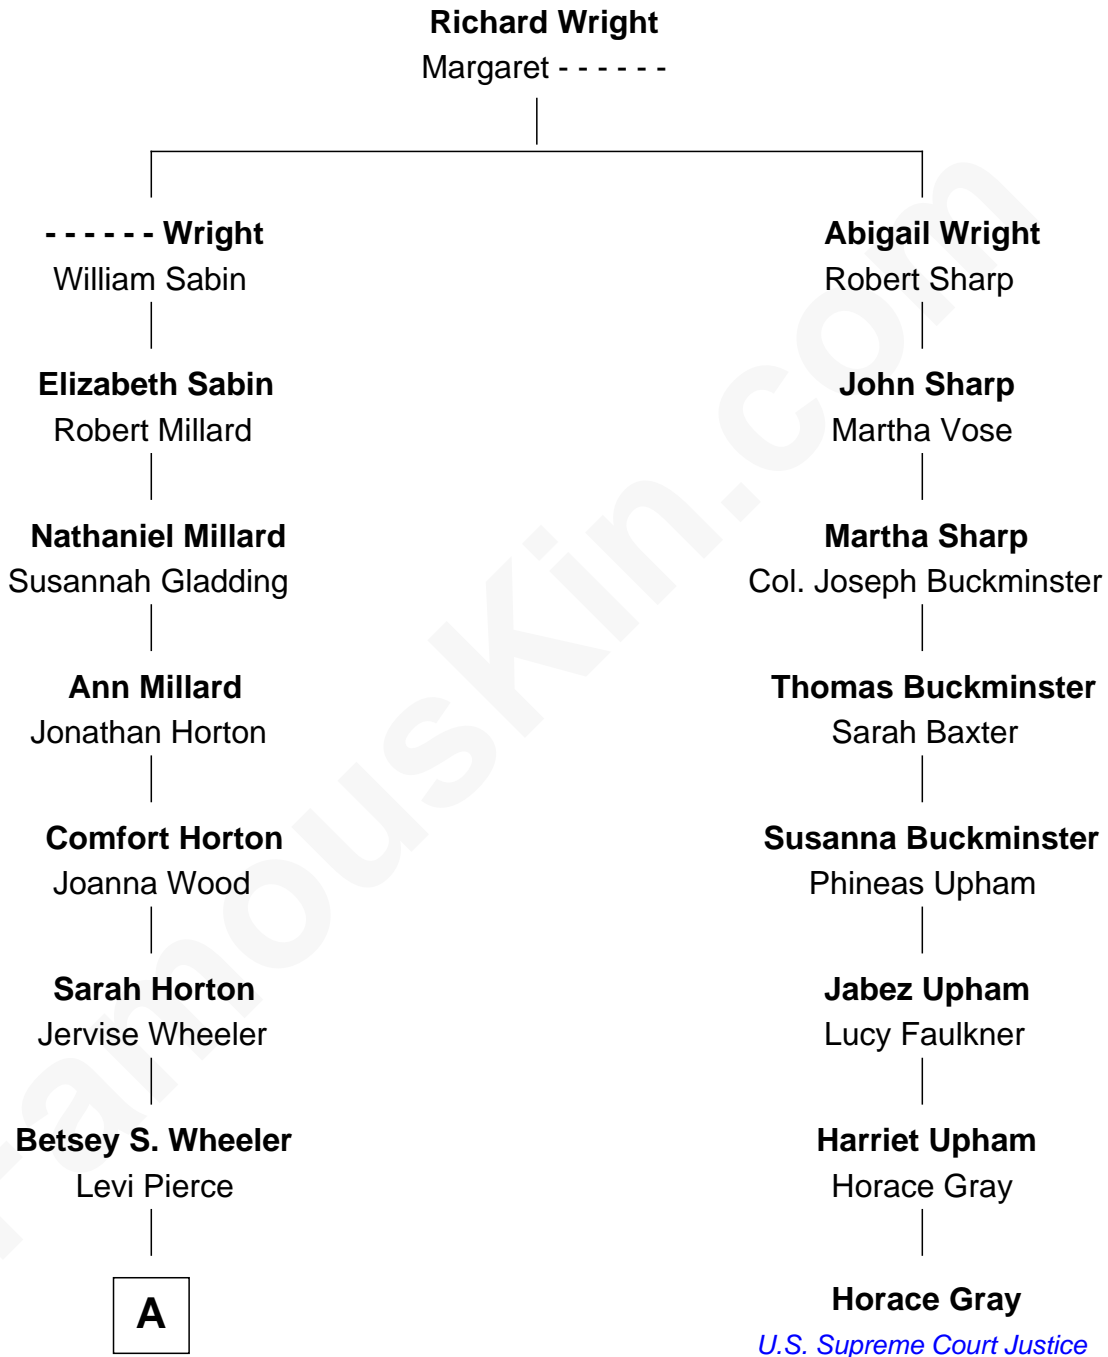 Richard Wright
Margaret - - - - - -
- - - - - - Wright
William Sabin
Abigail Wright
Robert Sharp
Elizabeth Sabin
Robert Millard
John Sharp
Martha Vose
Nathaniel Millard
Susannah Gladding
Martha Sharp
Col. Joseph Buckminster
Ann Millard
Jonathan Horton
Thomas Buckminster
Sarah Baxter
Comfort Horton
Joanna Wood
Susanna Buckminster
Phineas Upham
Sarah Horton
Jervise Wheeler
Jabez Upham
Lucy Faulkner
Betsey S. Wheeler
Levi Pierce
Harriet Upham
Horace Gray
A
Horace Gray
U.S. Supreme Court Justice
FamousKin.com